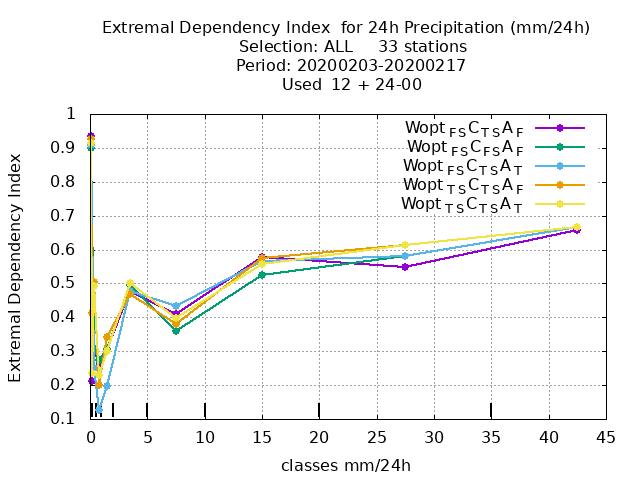 Extremal Dependency Index  for 24h Precipitation (mm/24h)
Selection: ALL     33 stations
Period: 20200203-20200217
Used  12 + 24-00
Wopt FS C TS A F
Wopt FS C FS A F
Wopt FS C TS A T
Wopt TS C TS A F
Wopt TS C TS A T
Extremal Dependency Index
1
0.9
0.8
0.7
0.6
0.5
0.4
0.3
0.2
0.1
0 5 10 15 20 25 30 35 40 45
classes mm/24h